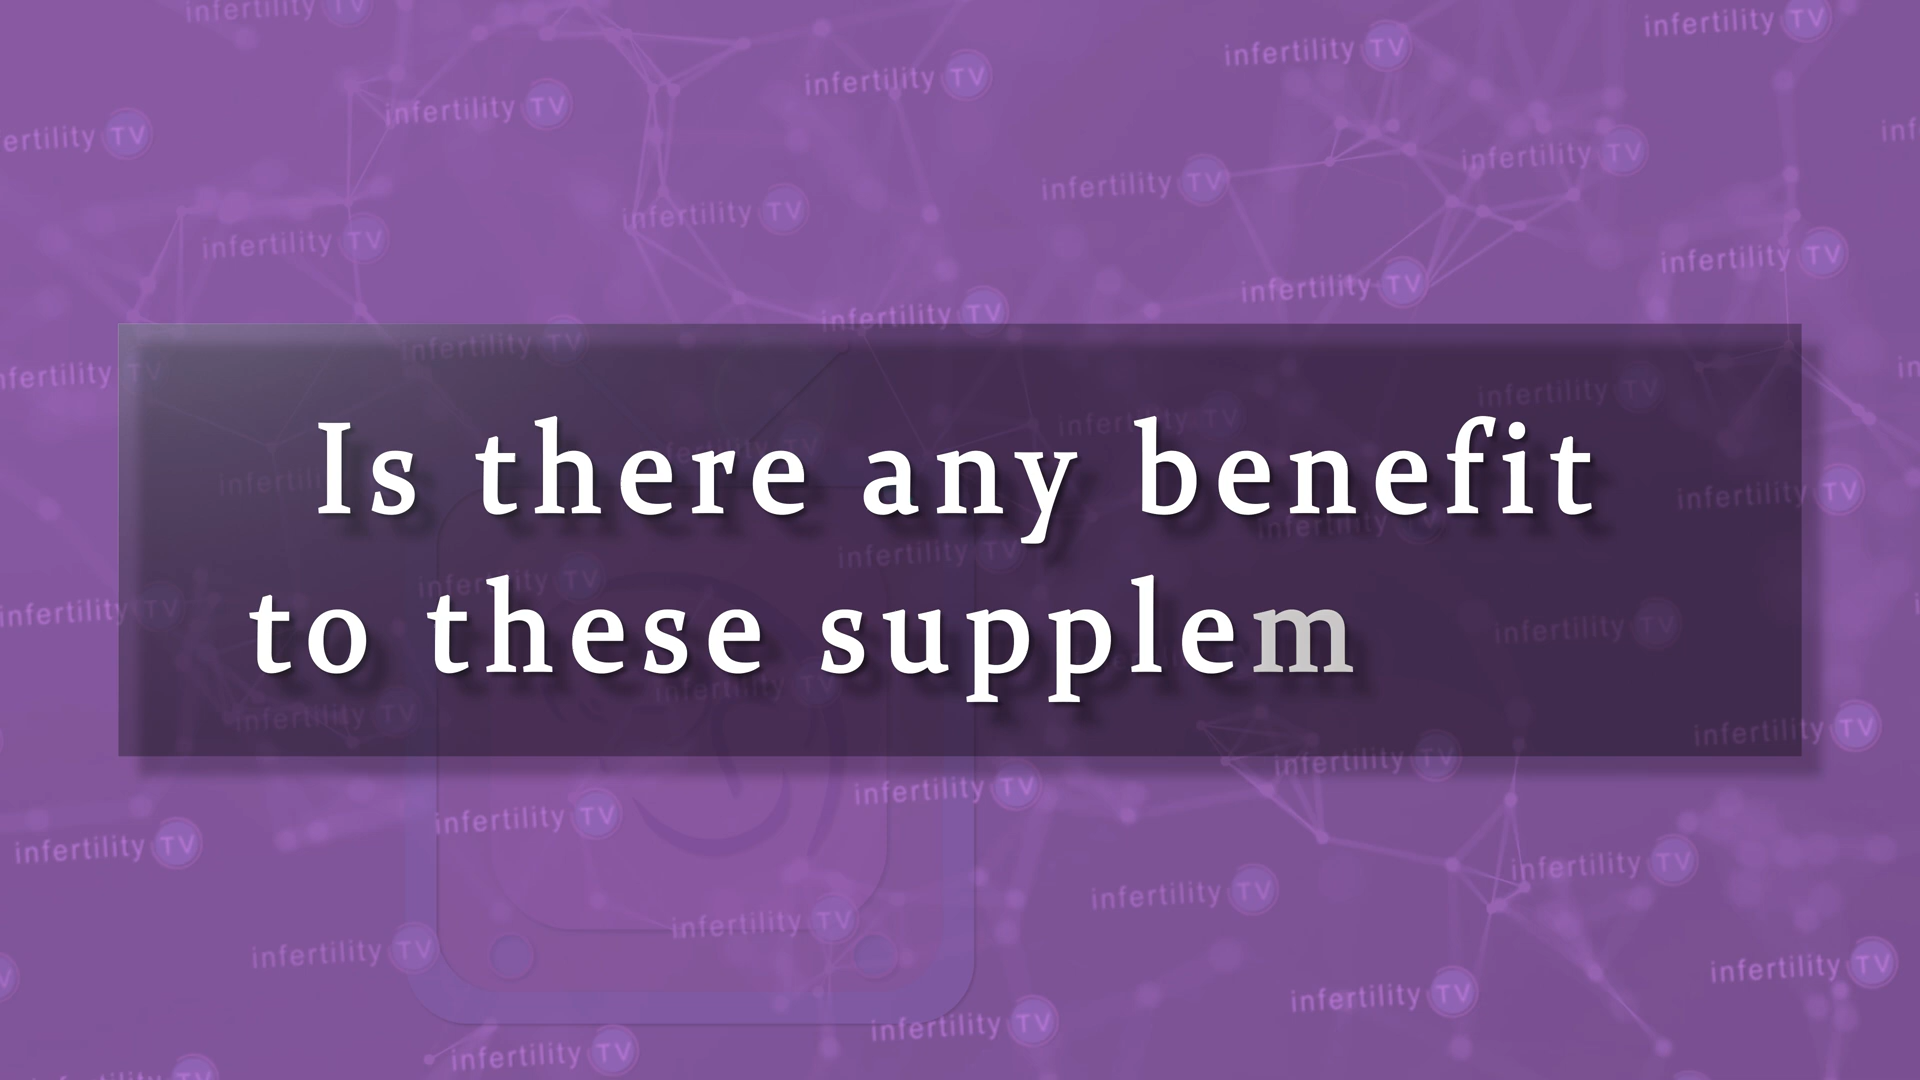 Is there any benefit
to these supplem
infertility TV